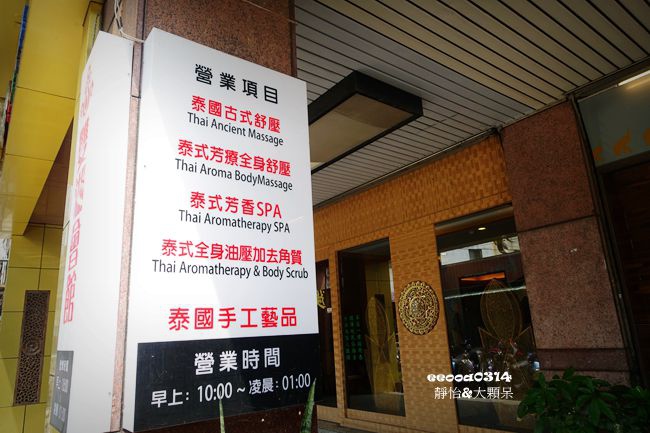 營業項目
泰國古式舒壓
Thai Ancient Massage
泰式芳療全身舒壓
Thai Aroma BodyMassage
泰式芳香SPA
Thai Aromatherapy SPA
泰式全身油壓加去角質
Thai Aromatherapy & Body Scrub
泰國手工藝品
營業時間
早上：10:00 ~ 凌晨：01:00
會館
eecoa0314
靜怡&大顆呆